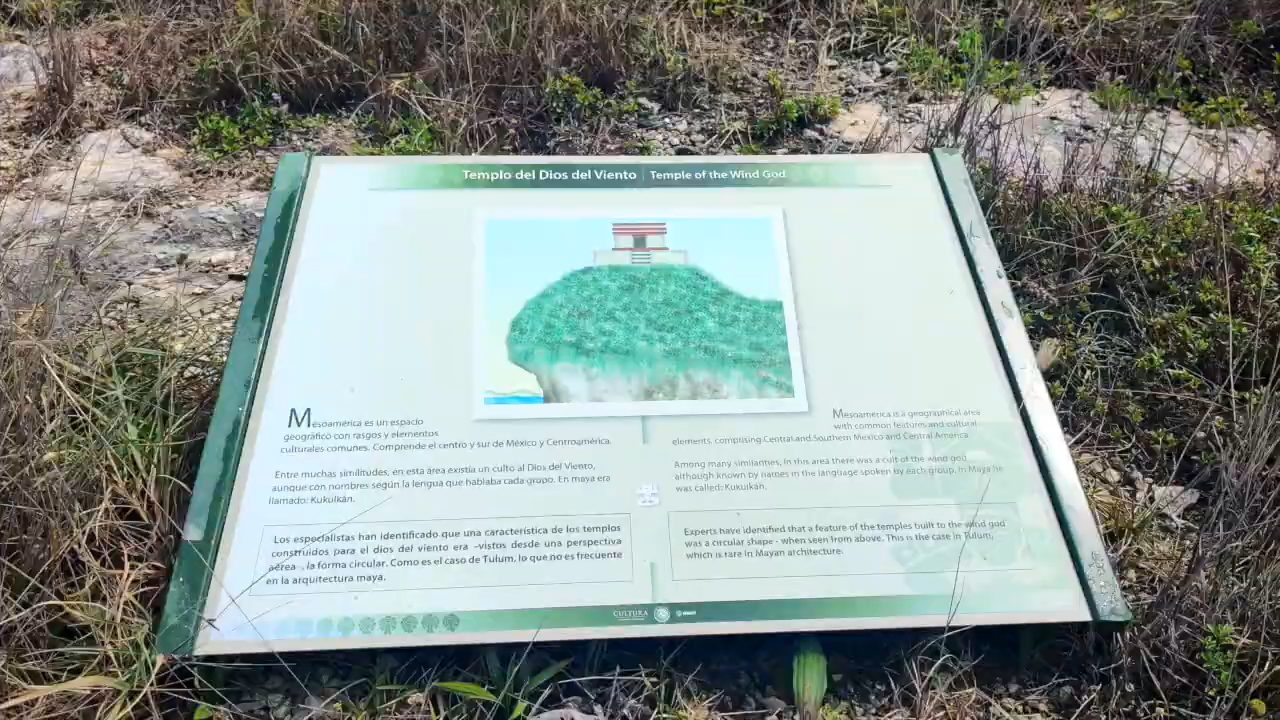 Templo del Dios del Viento | Temple of the Wind God
Mesoamérica es un espacio
geográfico con rasgos y elementos
culturales comunes. Comprende el centro y sur de México y Centroamérica.
Entre muchas similitudes, en esta área existía un culto al Dios del Viento,
aunque con nombres según la lengua que hablaba cada grupo. En maya era
llamado: Kukulkán.
Los especialistas han identificado que una característica de los templos
construidos para el dios del viento era -vistos desde una perspectiva
aérea-, la forma circular. Como es el caso de Tulum, lo que no es frecuente
en la arquitectura maya.
Mesoamerica is a geographical area
with common features and cultural
elements, comprising Central and Southern Mexico and Central America.
Among many similarities, in this area there was a cult of the wind god,
although known by names in the language spoken by each group. In Maya he
was called: Kukulkán.
Experts have identified that a feature of the temples built to the wind god
was a circular shape - when seen from above. This is the case in Tulum,
which is rare in Mayan architecture.
CULTURA